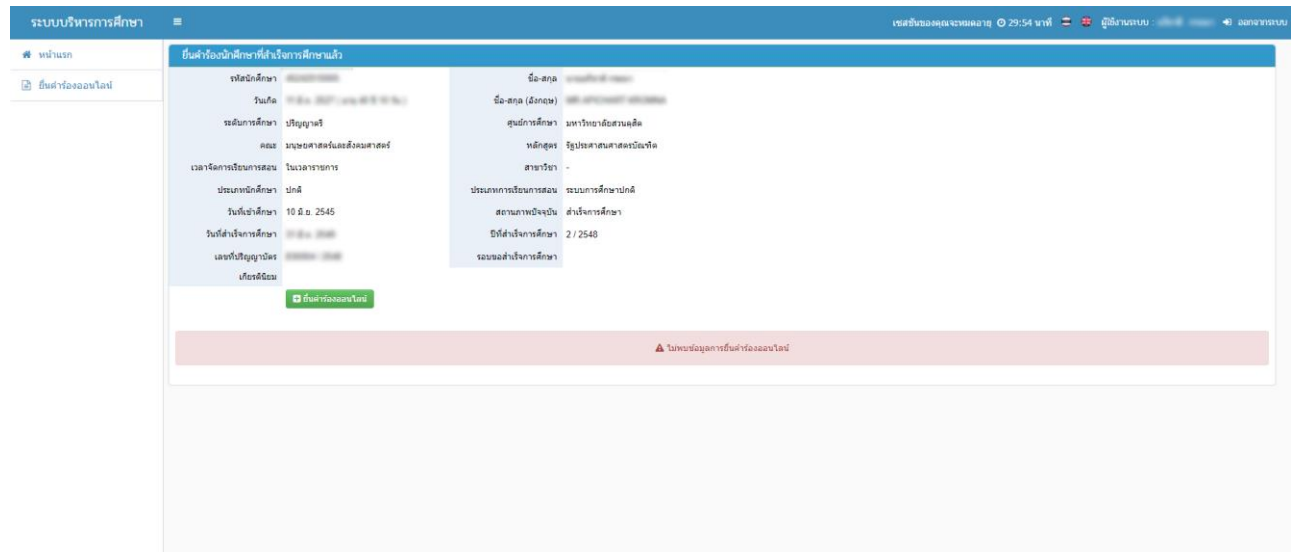 ระบบบริหารการศึกษา
เซสชันของคุณจะหมดอายุ 29:54 นาที ผู้ใช้งานระบบ : ออกจากระบบ
หน้าแรก
ยื่นคำร้องออนไลน์
ยื่นคำร้องนักศึกษาที่สำเร็จการศึกษาแล้ว
รหัสนักศึกษา ชื่อ-สกุล
วันเกิด ชื่อ-สกุล (อังกฤษ)
ระดับการศึกษา ปริญญาตรี ศูนย์การศึกษา มหาวิทยาลัยสวนดุสิต
คณะ มนุษยศาสตร์และสังคมศาสตร์ หลักสูตร รัฐประศาสนศาสตรบัณฑิต
เวลาจัดการเรียนการสอน ในเวลาราชการ สาขาวิชา -
ประเภทนักศึกษา ปกติ ประเภทการเรียนการสอน ระบบการศึกษาปกติ
วันที่เข้าศึกษา 10 มิ.ย. 2545 สถานภาพปัจจุบัน สำเร็จการศึกษา
วันที่สำเร็จการศึกษา ปีที่สำเร็จการศึกษา 2 / 2548
เลขที่ปริญญาบัตร รอบขอสำเร็จการศึกษา
เกียรตินิยม
ยื่นคำร้องออนไลน์
ไม่พบข้อมูลการยื่นคำร้องออนไลน์